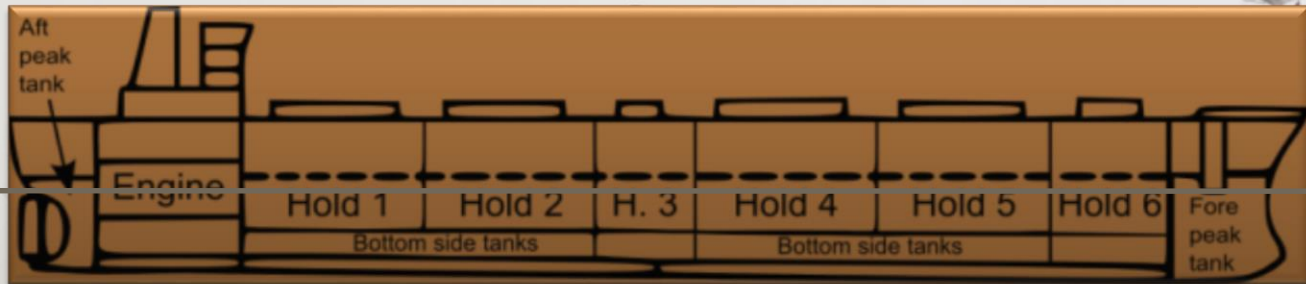 Aft
peak
tank
Engine
Hold 1
Hold 2
H. 3
Hold 4
Hold 5
Hold 6
Fore
peak
tank
Bottom side tanks
Bottom side tanks